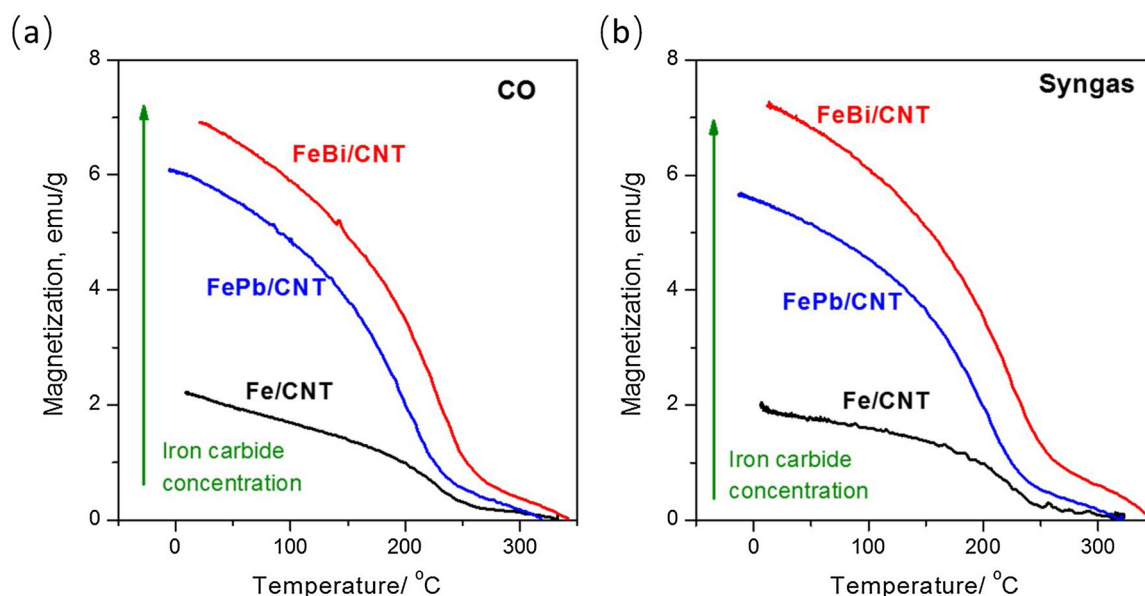 (a)
8
6
4
2
0
Magnetization, emu/g
CO
FeBi/CNT
FePb/CNT
Fe/CNT
Iron carbide
concentration
0 100 200 300
Temperature/ °C
(b)
8
6
4
2
0
Magnetization, emu/g
Syngas
FeBi/CNT
FePb/CNT
Fe/CNT
Iron carbide
concentration
0 100 200 300
Temperature/ °C